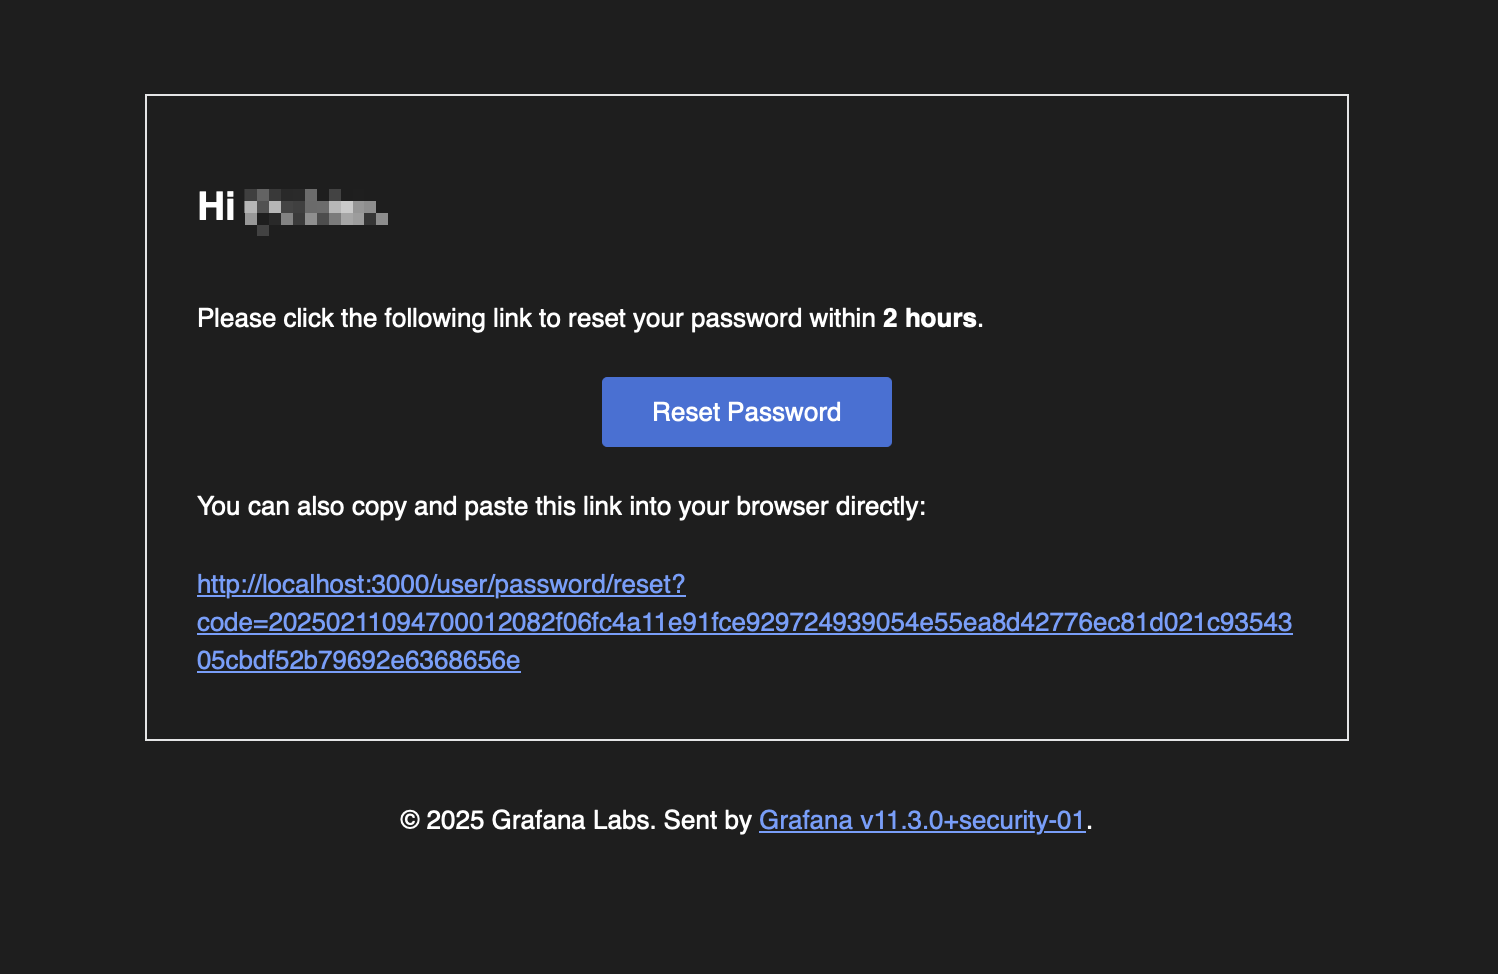 Hi
Please click the following link to reset your password within 2 hours.
Reset Password
You can also copy and paste this link into your browser directly:
http://localhost:3000/user/password/reset?
code=20250211094700012082f06fc4a11e91fce929724939054e55ea8d42776ec81d021c93543
05cbdf52b79692e6368656e
© 2025 Grafana Labs. Sent by Grafana v11.3.0+security-01.